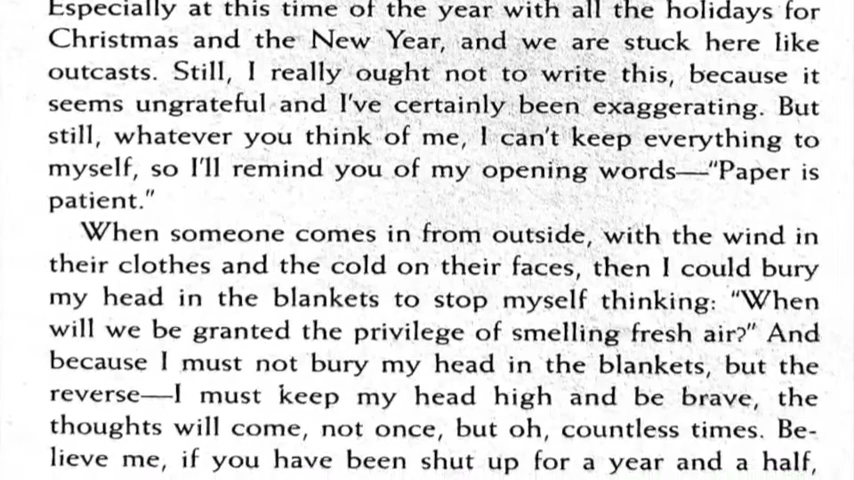 Especially at this time of the year with all the holidays for
Christmas and the New Year, and we are stuck here like
outcasts. Still, I really ought not to write this, because it
seems ungrateful and I've certainly been exaggerating. But
still, whatever you think of me, I can't keep everything to
myself, so I'll remind you of my opening words—"Paper is
patient."
When someone comes in from outside, with the wind in
their clothes and the cold on their faces, then I could bury
my head in the blankets to stop myself thinking: "When
will we be granted the privilege of smelling fresh air?" And
because I must not bury my head in the blankets, but the
reverse—I must keep my head high and be brave, the
thoughts will come, not once, but oh, countless times. Be-
lieve me, if you have been shut up for a year and a half,